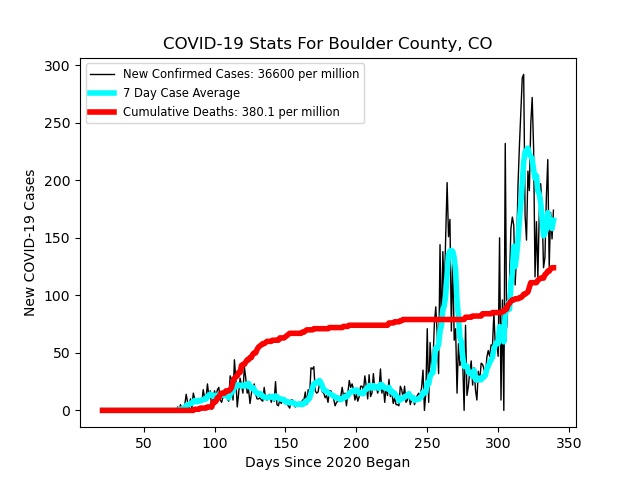 COVID-19 Stats For Boulder County, CO
New Confirmed Cases: 36600 per million
7 Day Case Average
Cumulative Deaths: 380.1 per million
New COVID-19 Cases
300
250
200
150
100
50
0
50 100 150 200 250 300 350
Days Since 2020 Began